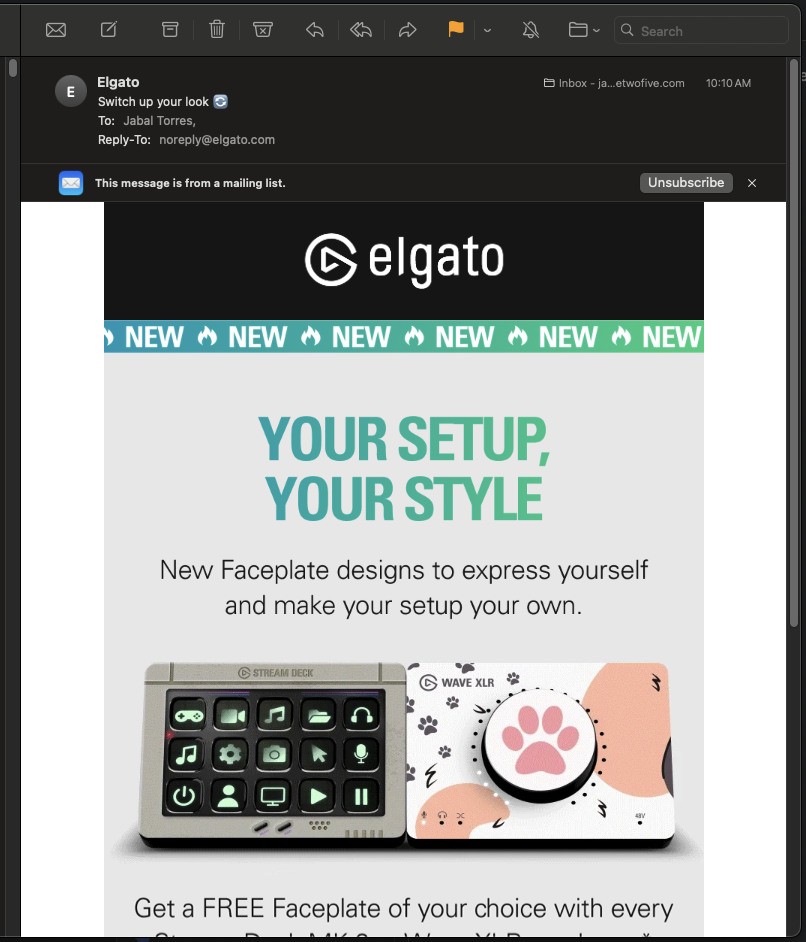 Search
E
Elgato
Inbox - ja...etwofive.com
10:10 AM
Switch up your look
To: Jabal Torres,
Reply-To: noreply@elgato.com
This message is from a mailing list.
Unsubscribe
elgato
NEW NEW NEW NEW NEW NEW
YOUR SETUP,
YOUR STYLE
New Faceplate designs to express yourself
and make your setup your own.
STREAM DECK
WAVE XLR
48V
Get a FREE Faceplate of your choice with every